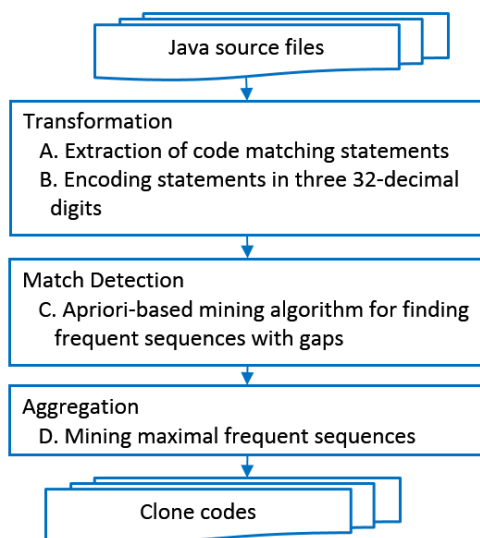 Java source files
Transformation
A. Extraction of code matching statements
B. Encoding statements in three 32-decimal
digits
Match Detection
C. Apriori-based mining algorithm for finding
frequent sequences with gaps
Aggregation
D. Mining maximal frequent sequences
Clone codes